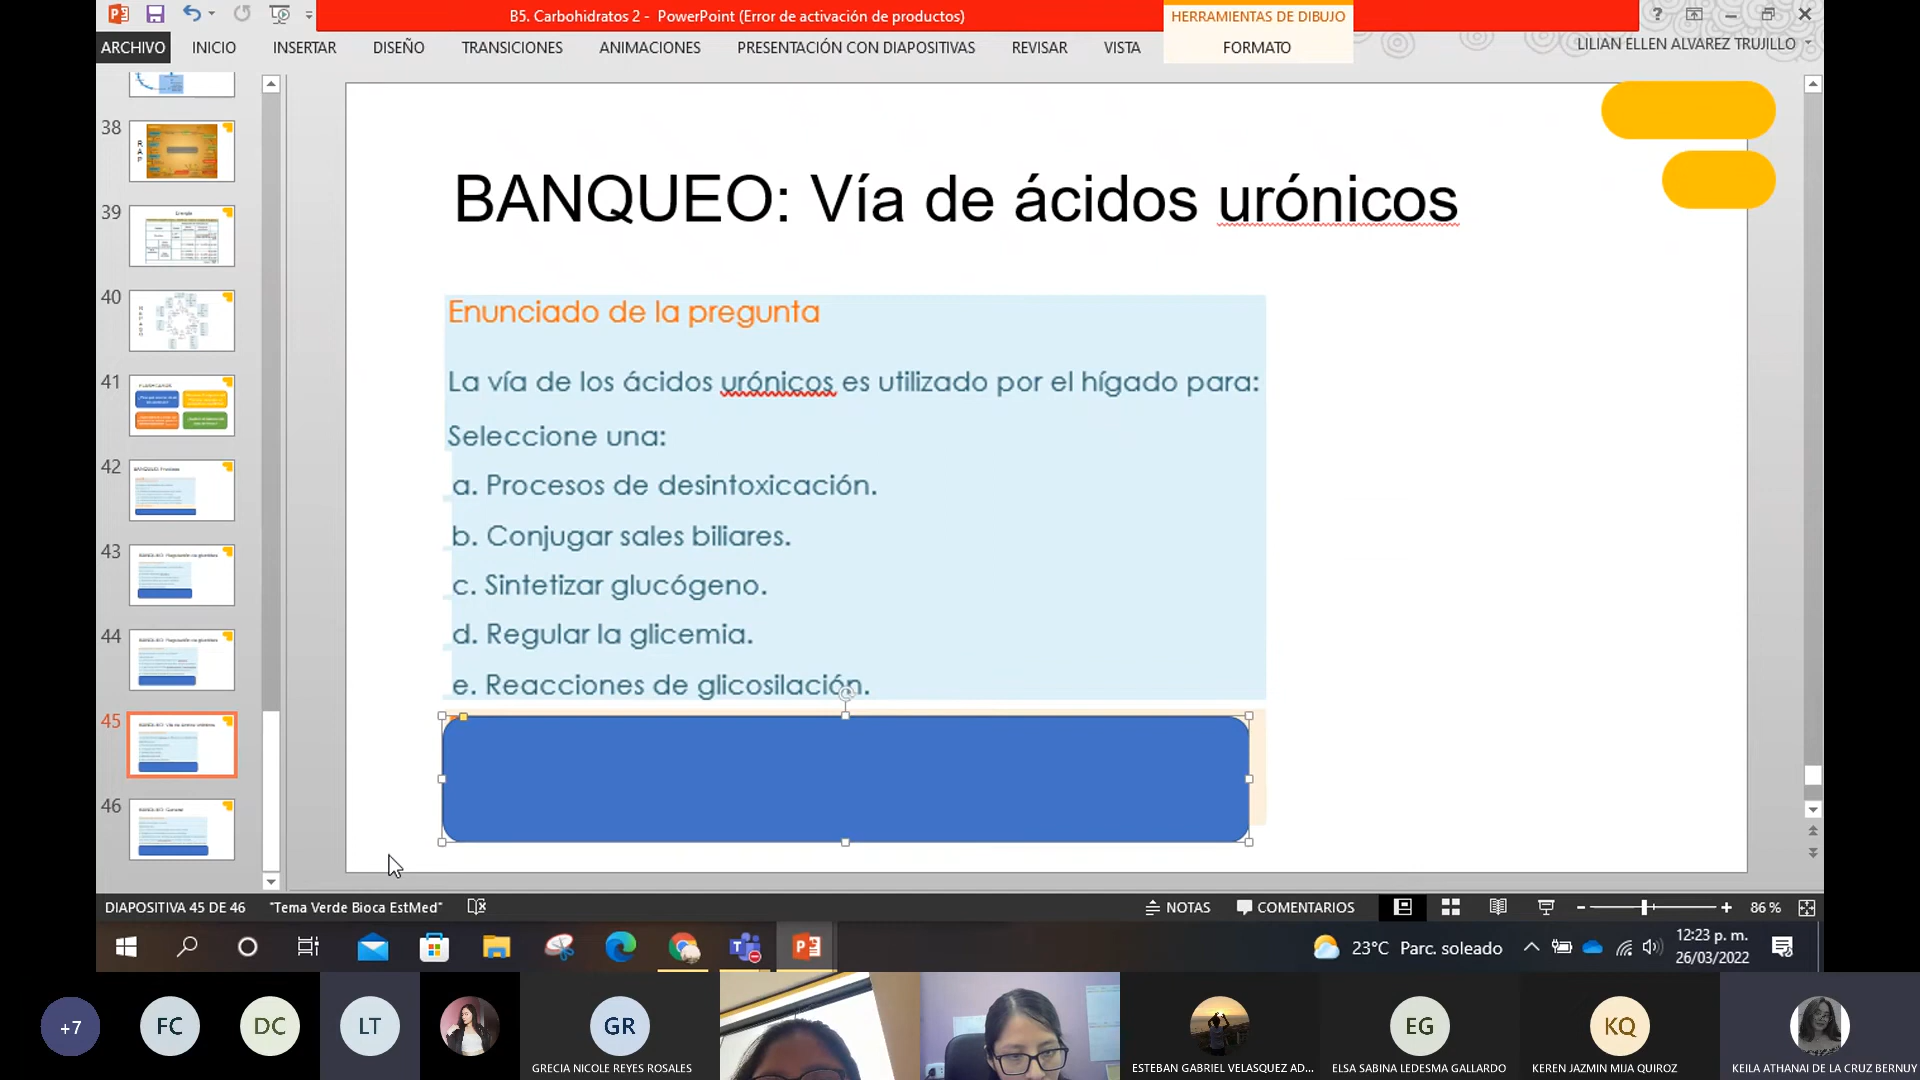 B5. Carbohidratos 2 - PowerPoint (Error de activación de productos)
HERRAMIENTAS DE DIBUJO
ARCHIVO INICIO INSERTAR DISEÑO TRANSICIONES ANIMACIONES PRESENTACIÓN CON DIAPOSITIVAS REVISAR VISTA FORMATO
LILIAN ELLEN ALVAREZ TRUJILLO
38
39
40
41
42
43
44
45
46
BANQUEO: Vía de ácidos urónicos
Enunciado de la pregunta
La vía de los ácidos urónicos es utilizado por el hígado para:
Seleccione una:
a. Procesos de desintoxicación.
b. Conjugar sales biliares.
c. Sintetizar glucógeno.
d. Regular la glicemia.
e. Reacciones de glicosilación.
DIAPOSITIVA 45 DE 46 "Tema Verde Bioca EstMed" NOTAS COMENTARIOS 86 %
23°C Parc. soleado
12:23 p. m.
26/03/2022
+7 FC DC LT GR EG KQ
GRECIA NICOLE REYES ROSALES
ESTEBAN GABRIEL VELASQUEZ AD...
ELSA SABINA LEDESMA GALLARDO
KEREN JAZMIN MIJA QUIROZ
KEILA ATHANAI DE LA CRUZ BERNUY